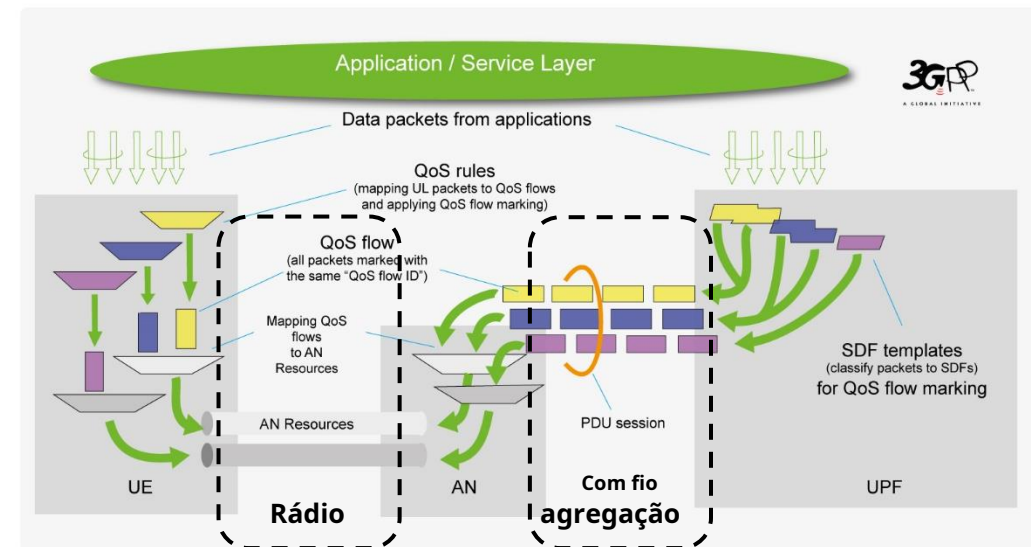 Application / Service Layer
3GPP
A GLOBAL INITIATIVE
Data packets from applications
QoS rules
(mapping UL packets to QoS flows
and applying QoS flow marking)
QoS flow
(all packets marked with
the same “QoS flow ID”)
Mapping QoS
flows
to AN
Resources
SDF templates
(classify packets to SDFs)
for QoS flow marking
AN Resources
PDU session
UE
AN
UPF
Rádio
Com fio
agregação